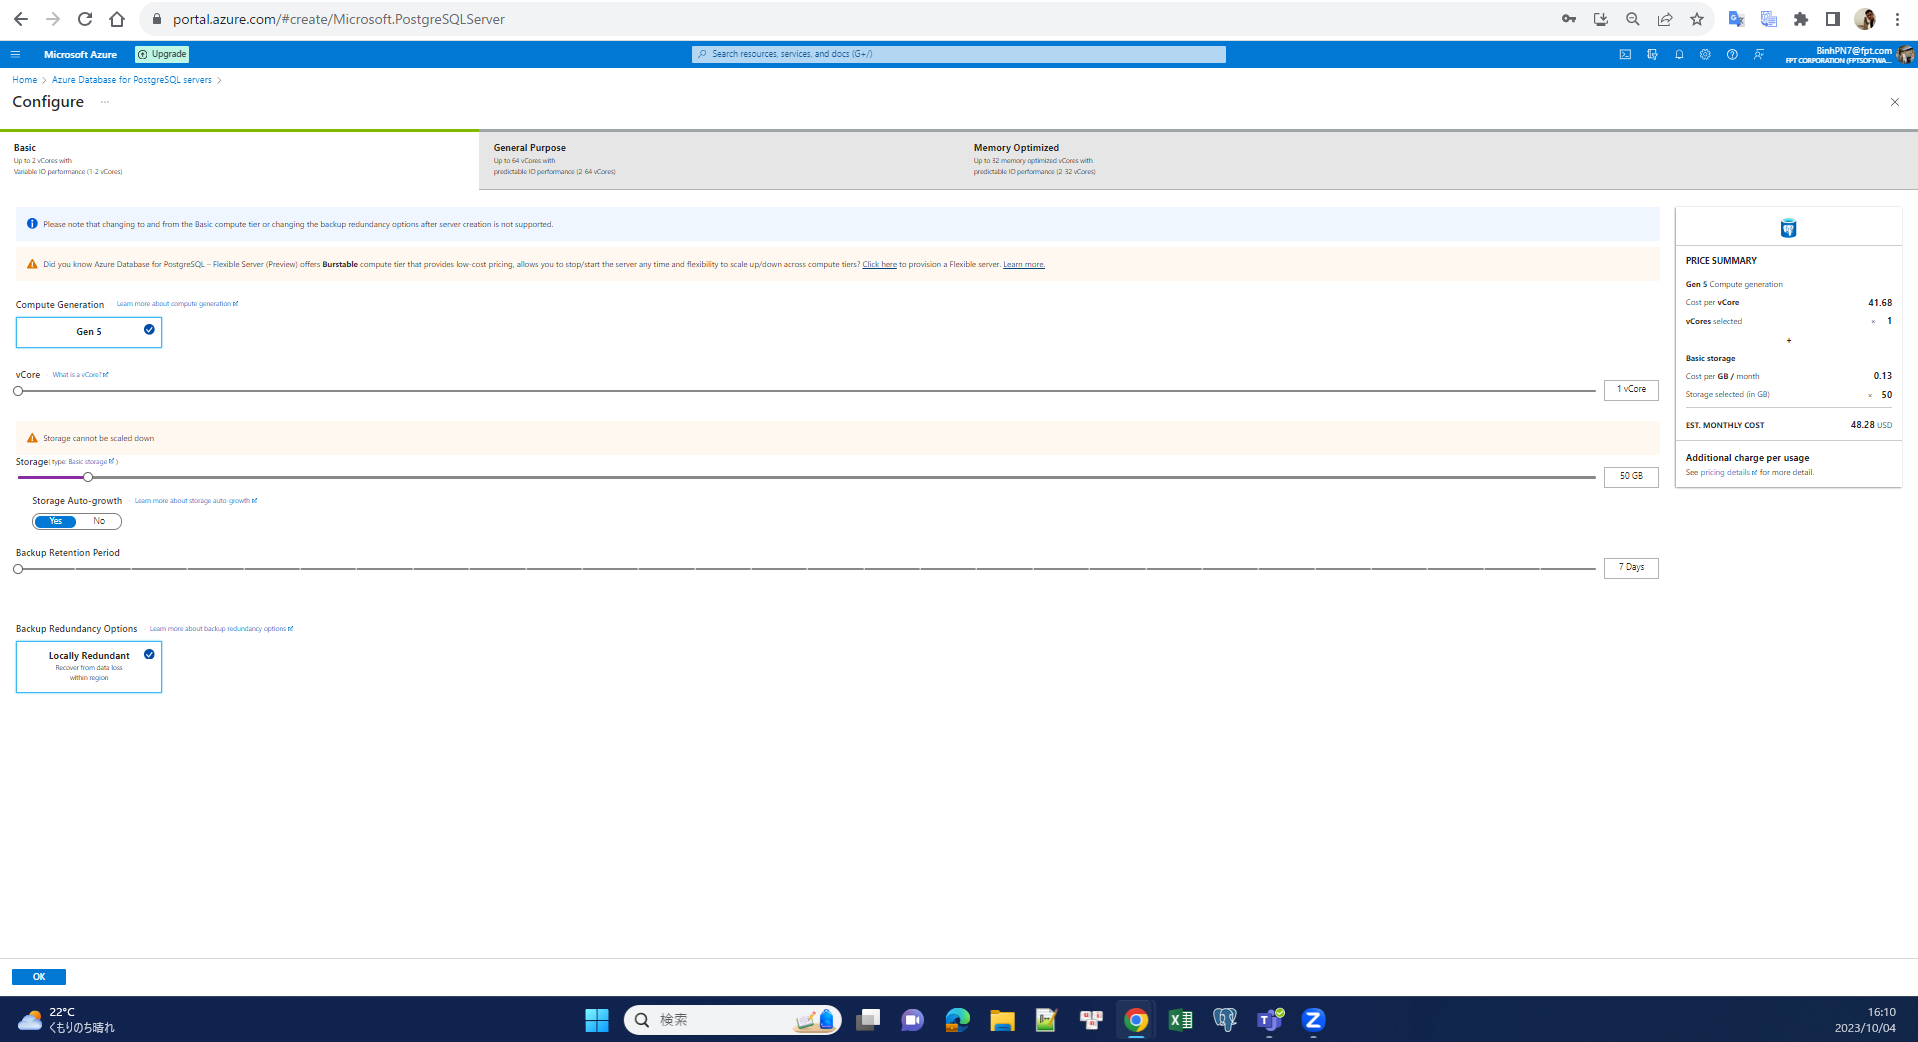 portal.azure.com/#create/Microsoft.PostgreSQLServer
Microsoft Azure
Upgrade
Search resources, services, and docs (G+/)
BinhPN7@fpt.com
FPT CORPORATION (FPTSOFTWA...
Home > Azure Database for PostgreSQL servers >
Configure ...
Basic
Up to 2 vCores with
Variable IO performance (1-2 vCores)
General Purpose
Up to 64 vCores with
predictable IO performance (2-64 vCores)
Memory Optimized
Up to 32 memory optimized vCores with
predictable IO performance (2-32 vCores)
Please note that changing to and from the Basic compute tier or changing the backup redundancy options after server creation is not supported.
Did you know Azure Database for PostgreSQL – Flexible Server (Preview) offers Burstable compute tier that provides low-cost pricing, allows you to stop/start the server any time and flexibility to scale up/down across compute tiers? Click here to provision a Flexible server. Learn more.
Compute Generation Learn more about compute generation
Gen 5
vCore What is a vCore?
1 vCore
Storage cannot be scaled down
Storage (type: Basic storage)
50 GB
Storage Auto-growth Learn more about storage auto-growth
Yes No
Backup Retention Period
7 Days
Backup Redundancy Options Learn more about backup redundancy options
Locally Redundant
Recover from data loss
within region
PRICE SUMMARY
Gen 5 Compute generation
Cost per vCore 41.68
vCores selected × 1
+
Basic storage
Cost per GB / month 0.13
Storage selected (in GB) × 50
EST. MONTHLY COST 48.28 USD
Additional charge per usage
See pricing details for more detail.
OK
22°C
くもりのち晴れ
検索
16:10
2023/10/04